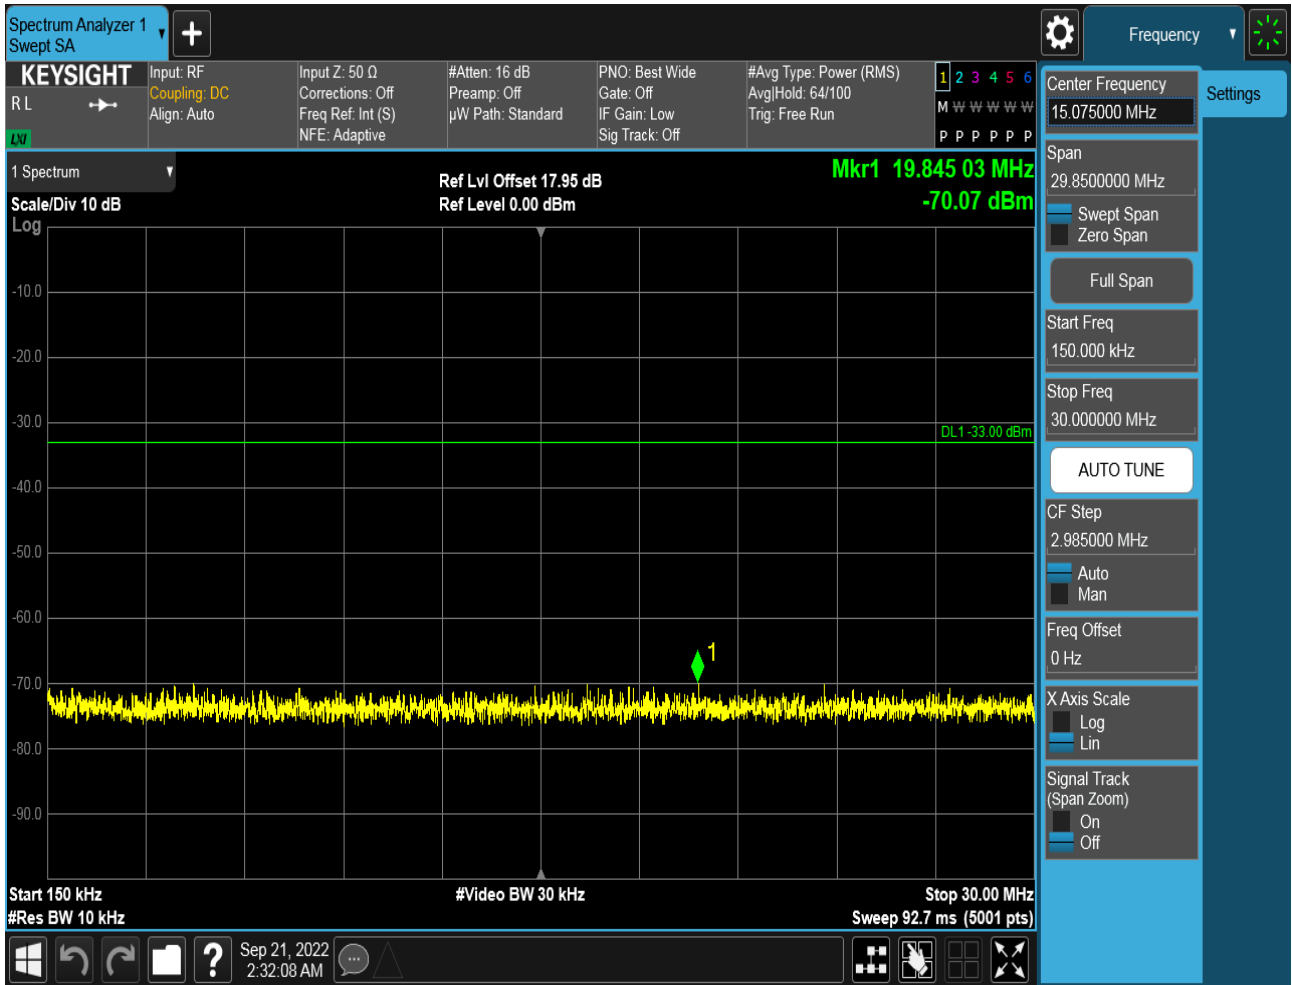 Spectrum Analyzer 1
Swept SA
Frequency
KEYSIGHT
R L
LXI
Input: RF
Coupling: DC
Align: Auto
Input Z: 50 Ω
Corrections: Off
Freq Ref: Int (S)
NFE: Adaptive
#Atten: 16 dB
Preamp: Off
µW Path: Standard
PNO: Best Wide
Gate: Off
IF Gain: Low
Sig Track: Off
#Avg Type: Power (RMS)
Avg|Hold: 64/100
Trig: Free Run
1 2 3 4 5 6
M W W W W W
P P P P P P
1 Spectrum
Scale/Div 10 dB
Log
Ref Lvl Offset 17.95 dB
Ref Level 0.00 dBm
Mkr1 19.845 03 MHz
-70.07 dBm
-10.0
-20.0
-30.0
DL1 -33.00 dBm
-40.0
-50.0
-60.0
1
-70.0
-80.0
-90.0
Start 150 kHz
#Video BW 30 kHz
Stop 30.00 MHz
#Res BW 10 kHz
Sweep 92.7 ms (5001 pts)
Center Frequency
15.075000 MHz
Settings
Span
29.8500000 MHz
Swept Span
Zero Span
Full Span
Start Freq
150.000 kHz
Stop Freq
30.000000 MHz
AUTO TUNE
CF Step
2.985000 MHz
Auto
Man
Freq Offset
0 Hz
X Axis Scale
Log
Lin
Signal Track
(Span Zoom)
On
Off
?
Sep 21, 2022
2:32:08 AM